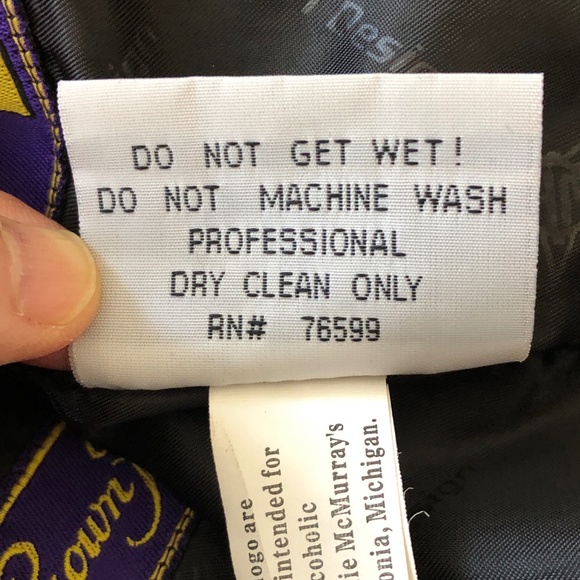 DO NOT GET WET!
DO NOT MACHINE WASH
PROFESSIONAL
DRY CLEAN ONLY
RN# 76599
logo are
intended for
coholic
ie McMurray's
onia, Michigan.
rown